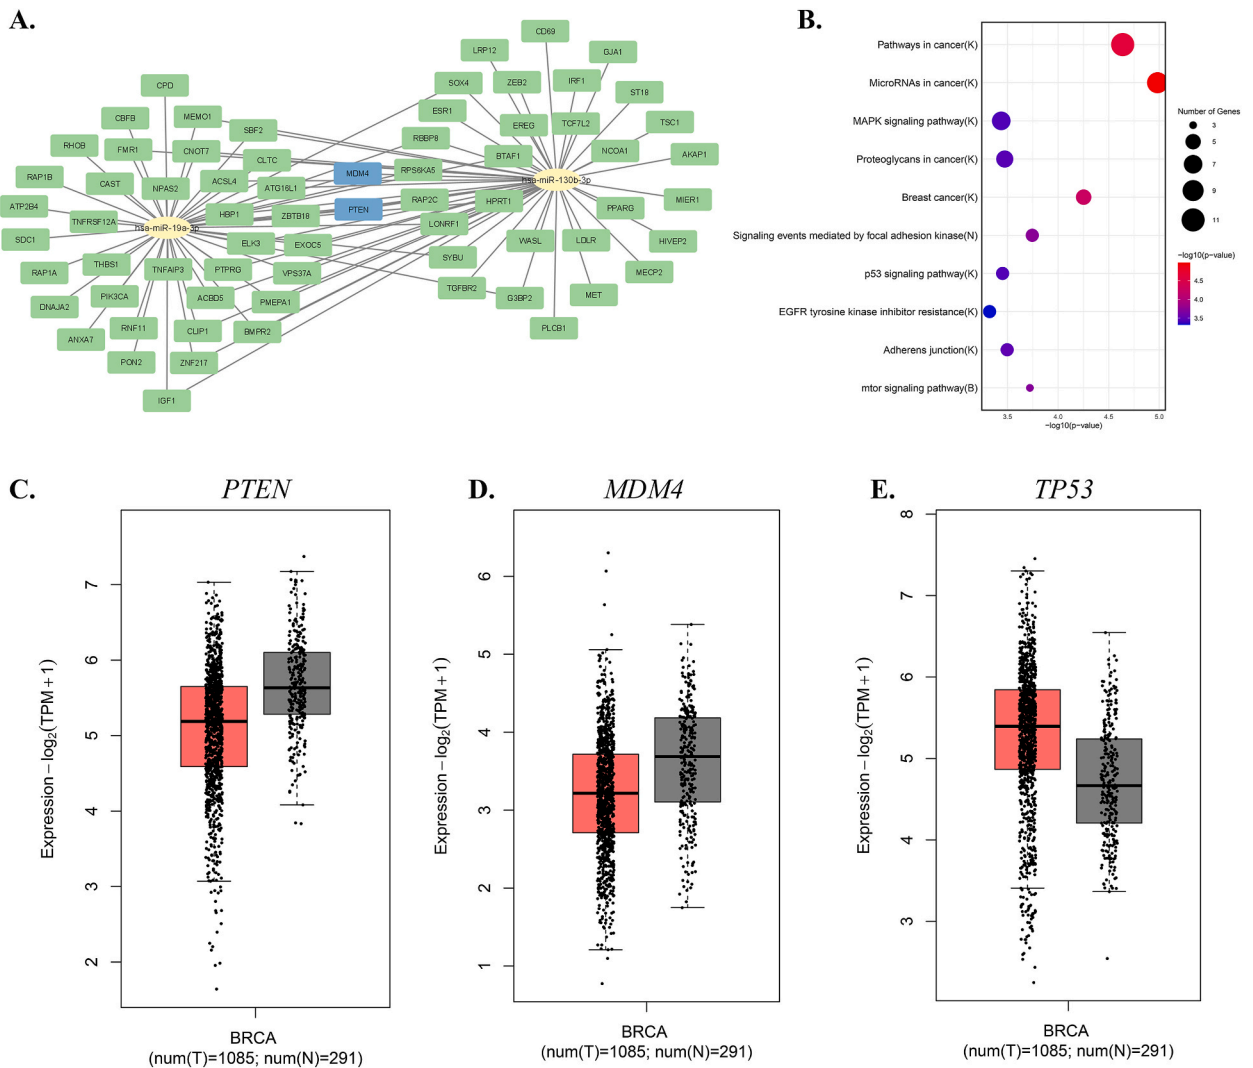 A.
CD69
LRP12
GJA1
SOX4
ZEB2
IRF1
ST18
CPD
ESR1
EREG
TCF7L2
TSC1
CBFB
MEMO1
SBF2
RBBP8
RHOB
FMR1
CNOT7
CLTC
MDM4
RPS6KA5
BTAF1
NCOA1
AKAP1
RAP1B
CAST
NPAS2
ACSL4
ATG16L1
hsa-miR-130b-3p
ATP2B4
TNFRSF12A
HBP1
ZBTB18
PTEN
RAP2C
HPRT1
PPARG
MIER1
hsa-miR-19a-3p
LONRF1
SDC1
ELK3
EXOC5
WASL
LDLR
HIVEP2
RAP1A
THBS1
TNFAIP3
PTPRG
VPS37A
SYBU
MECP2
DNAJA2
PIK3CA
ACBD5
PMEPA1
TGFBR2
G3BP2
MET
ANXA7
RNF11
CLIP1
BMPR2
PLCB1
PON2
ZNF217
IGF1
B.
Pathways in cancer(K)
MicroRNAs in cancer(K)
MAPK signaling pathway(K)
Proteoglycans in cancer(K)
Breast cancer(K)
Signaling events mediated by focal adhesion kinase(N)
p53 signaling pathway(K)
EGFR tyrosine kinase inhibitor resistance(K)
Adherens junction(K)
mtor signaling pathway(B)
3.5 4.0 4.5 5.0
−log10(p−value)
Number of Genes
3
5
7
9
11
−log10(p−value)
4.5
4.0
3.5
C.
PTEN
Expression − log2(TPM + 1)
7
6
5
4
3
2
BRCA
(num(T)=1085; num(N)=291)
D.
MDM4
Expression − log2(TPM + 1)
6
5
4
3
2
1
BRCA
(num(T)=1085; num(N)=291)
E.
TP53
Expression − log2(TPM + 1)
8
7
6
5
4
3
BRCA
(num(T)=1085; num(N)=291)